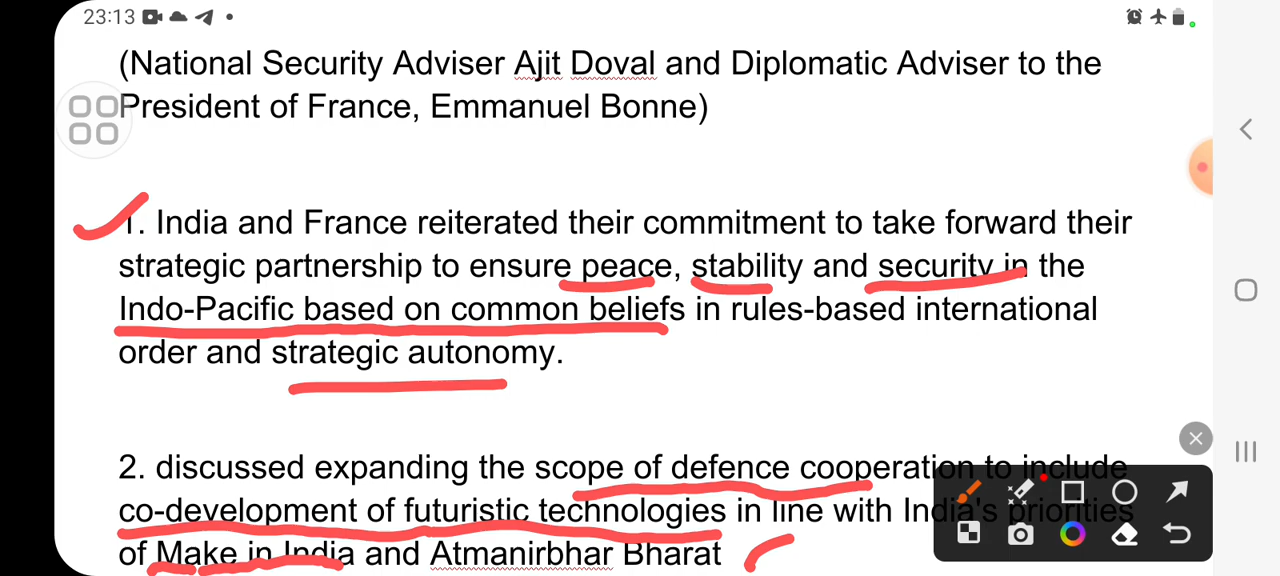 23:13
(National Security Adviser Ajit Doval and Diplomatic Adviser to the
President of France, Emmanuel Bonne)
1. India and France reiterated their commitment to take forward their
strategic partnership to ensure peace, stability and security in the
Indo-Pacific based on common beliefs in rules-based international
order and strategic autonomy.
2. discussed expanding the scope of defence cooperation to include
co-development of futuristic technologies in line with India's priorities
of Make in India and Atmanirbhar Bharat